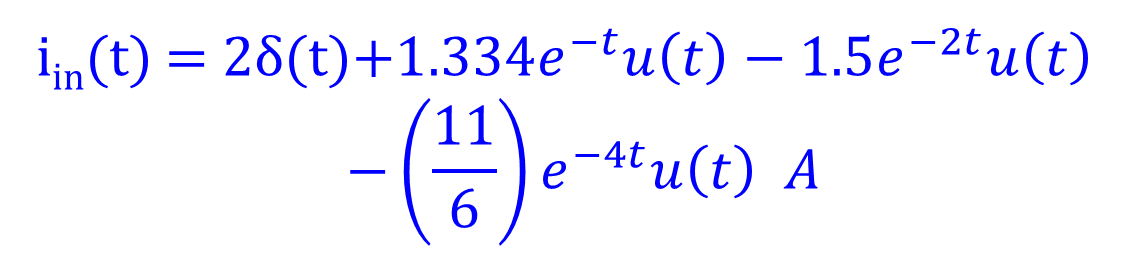 i_in(t) = 2δ(t)+1.334e^{−t}u(t) − 1.5e^{−2t}u(t)
− (11/6) e^{−4t}u(t) A